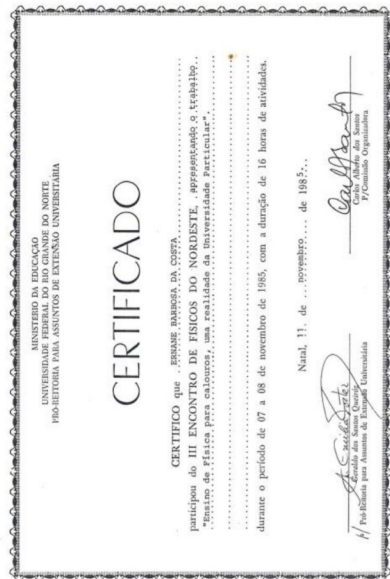 MINISTÉRIO DA EDUCAÇÃO
UNIVERSIDADE FEDERAL DO RIO GRANDE DO NORTE
PRÓ-REITORIA PARA ASSUNTOS DE EXTENSÃO UNIVERSITÁRIA
CERTIFICADO
CERTIFICO que ERNANE BARBOSA DA COSTA
participou do III ENCONTRO DE FÍSICOS DO NORDESTE, apresentando o trabalho
"Ensino de Física para calouros, uma realidade da Universidade Particular".
durante o período de 07 a 08 de novembro de 1985, com a duração de 16 horas de atividades.
Natal, 11 de novembro de 1985.
Geraldo dos Santos Queiroz
p/ Pró-Reitoria para Assuntos de Extensão Universitária
Carlos Alberto dos Santos
P/Comissão Organizadora